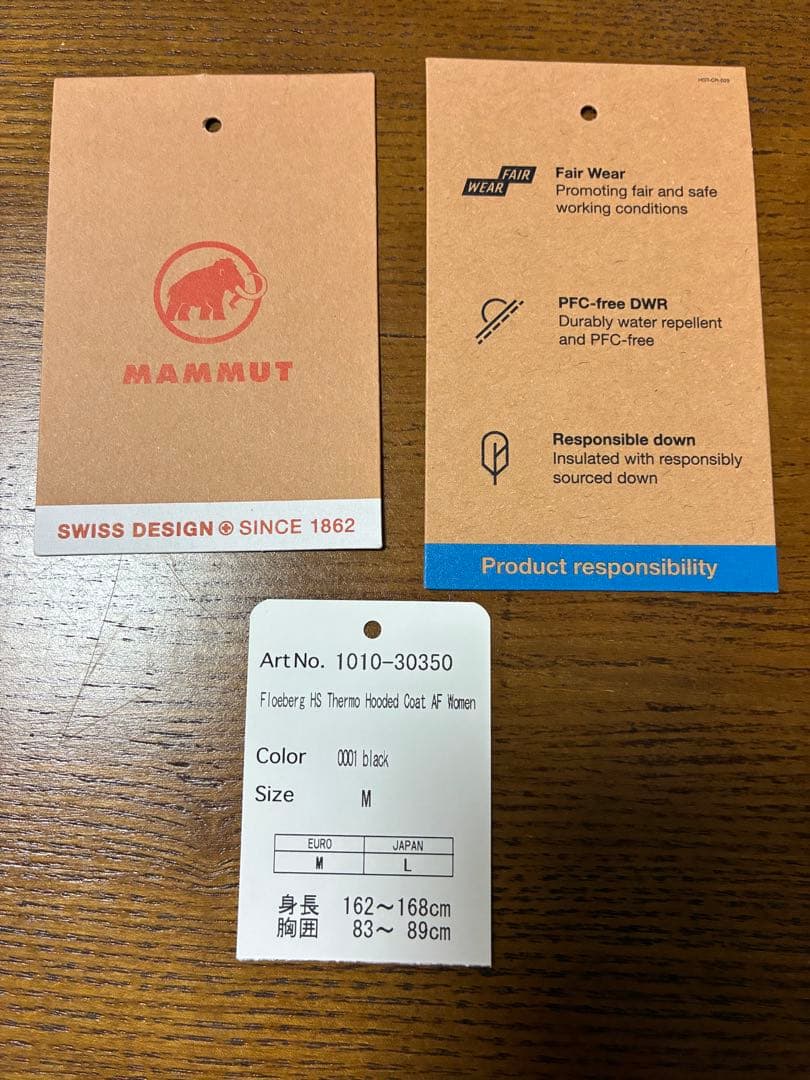 MAMMUT
SWISS DESIGN SINCE 1862
FAIR
WEAR
Fair Wear
Promoting fair and safe
working conditions
PFC-free DWR
Durably water repellent
and PFC-free
Responsible down
Insulated with responsibly
sourced down
Product responsibility
ArtNo. 1010-30350
Floeberg HS Thermo Hooded Coat AF Women
Color 0001 black
Size M
EURO JAPAN
M L
身長 162～168cm
胸囲 83～ 89cm